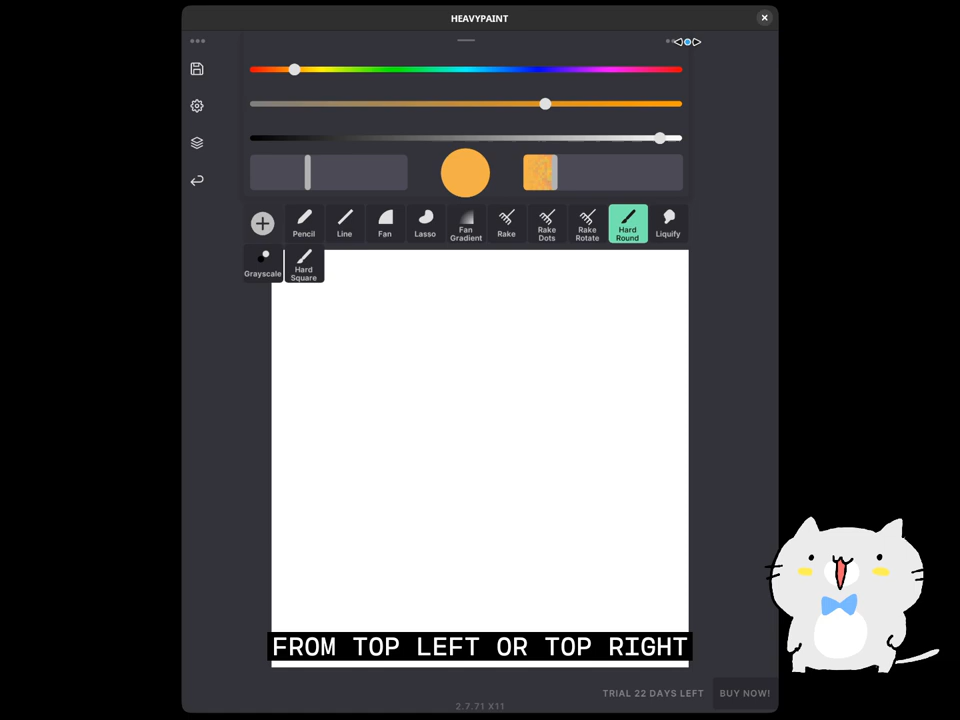 HEAVYPAINT
Pencil
Line
Fan
Lasso
Fan Gradient
Rake
Rake Dots
Rake Rotate
Hard Round
Liquify
Grayscale
Hard Square
FROM TOP LEFT OR TOP RIGHT
TRIAL 22 DAYS LEFT
BUY NOW!
2.7.71 X11